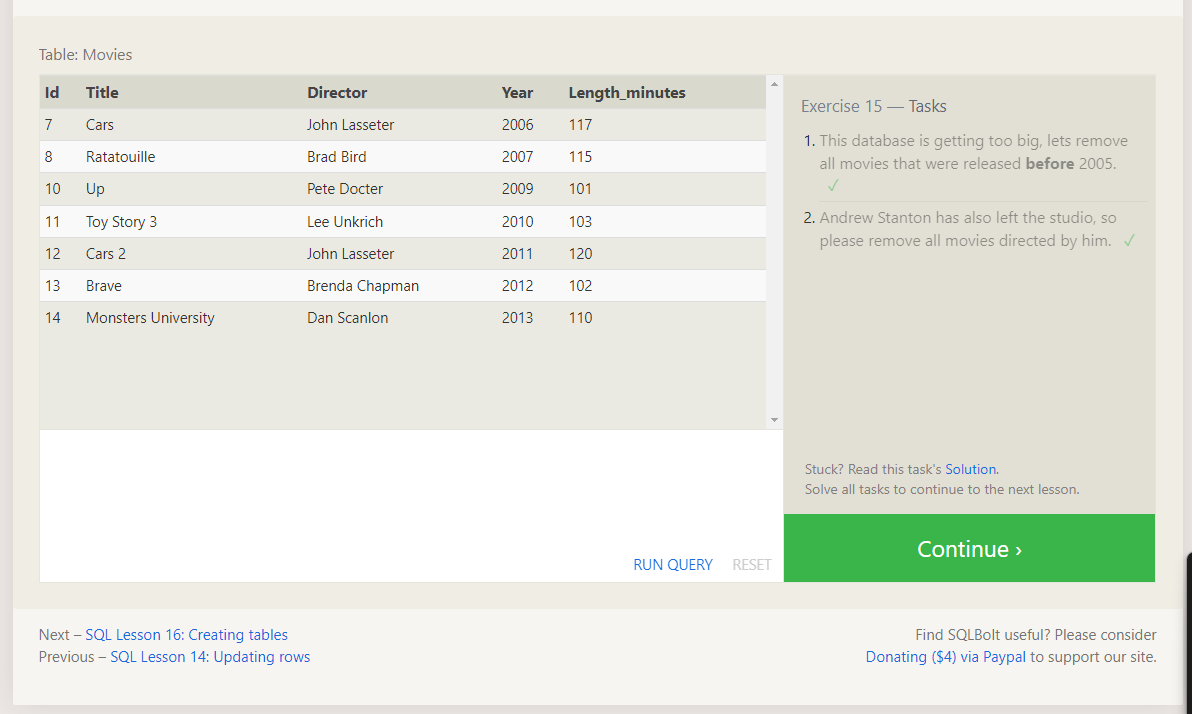 Table: Movies
Id Title Director Year Length_minutes
7 Cars John Lasseter 2006 117
8 Ratatouille Brad Bird 2007 115
10 Up Pete Docter 2009 101
11 Toy Story 3 Lee Unkrich 2010 103
12 Cars 2 John Lasseter 2011 120
13 Brave Brenda Chapman 2012 102
14 Monsters University Dan Scanlon 2013 110
RUN QUERY RESET
Exercise 15 — Tasks
1. This database is getting too big, lets remove
all movies that were released before 2005.
✓
2. Andrew Stanton has also left the studio, so
please remove all movies directed by him. ✓
Stuck? Read this task's Solution.
Solve all tasks to continue to the next lesson.
Continue ›
Next – SQL Lesson 16: Creating tables
Previous – SQL Lesson 14: Updating rows
Find SQLBolt useful? Please consider
Donating ($4) via Paypal to support our site.